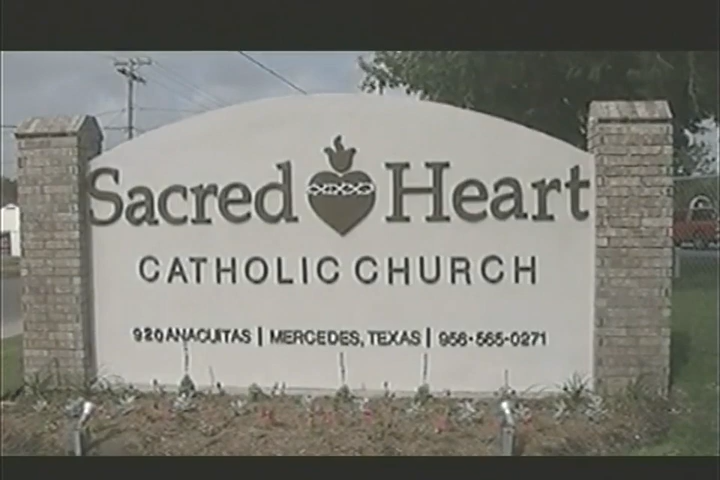 Sacred Heart
CATHOLIC CHURCH
920 ANACUITAS | MERCEDES, TEXAS | 956·565·0271